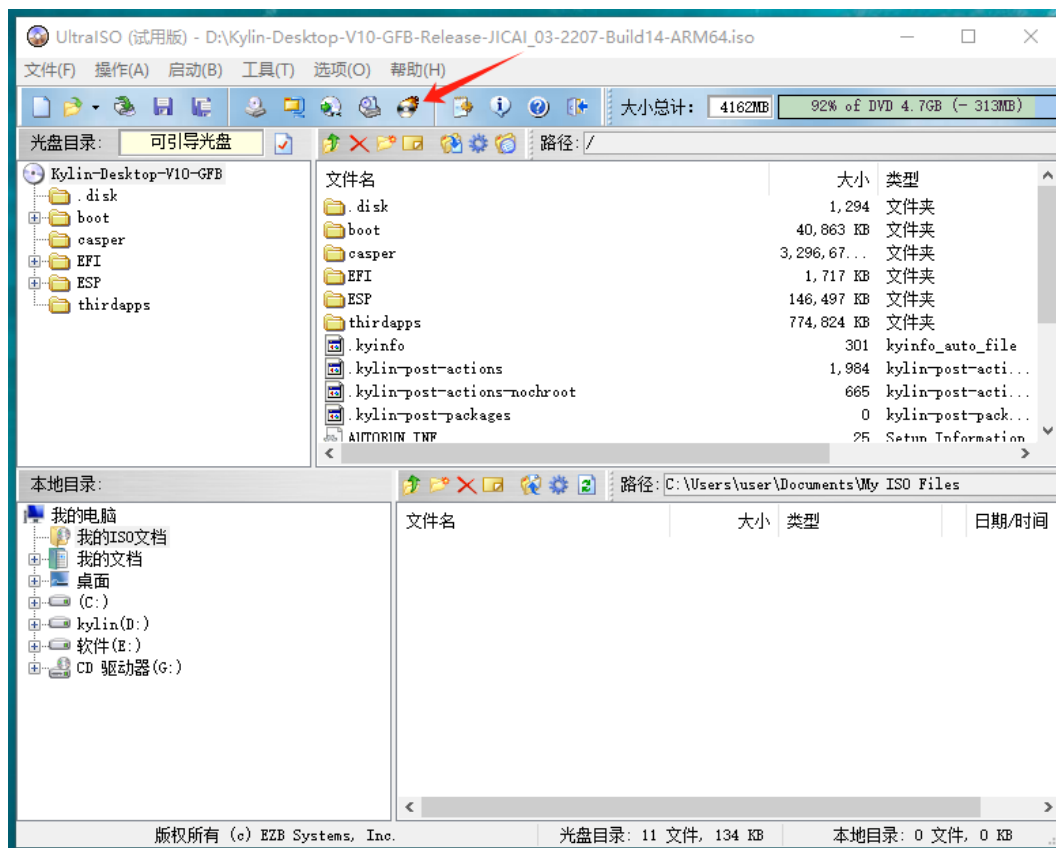 UltraISO (试用版) - D:\Kylin-Desktop-V10-GFB-Release-JICAI_03-2207-Build14-ARM64.iso
文件(F) 操作(A) 启动(B) 工具(T) 选项(O) 帮助(H)
大小总计: 4162MB 92% of DVD 4.7GB (- 313MB)
光盘目录: 可引导光盘 路径: /
Kylin-Desktop-V10-GFB
.disk
boot
casper
EFI
ESP
thirdapps
文件名 大小 类型
.disk 1,294 文件夹
boot 40,863 KB 文件夹
casper 3,296,67... 文件夹
EFI 1,717 KB 文件夹
ESP 146,497 KB 文件夹
thirdapps 774,824 KB 文件夹
.kyinfo 301 kyinfo_auto_file
.kylin-post-actions 1,984 kylin-post-acti...
.kylin-post-actions-nochroot 665 kylin-post-acti...
.kylin-post-packages 0 kylin-post-pack...
AUTORUN.INF 25 Setup Information
本地目录: 路径: C:\Users\user\Documents\My ISO Files
我的电脑
我的ISO文档
我的文档
桌面
(C:)
kylin(D:)
软件(E:)
CD 驱动器(G:)
文件名 大小 类型 日期/时间
版权所有 (c) EZB Systems, Inc. 光盘目录: 11 文件, 134 KB 本地目录: 0 文件, 0 KB